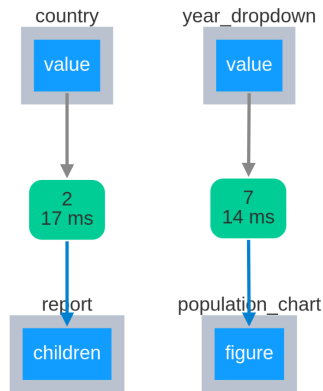 country
year_dropdown
value
value
2
17 ms
7
14 ms
report
population_chart
children
figure